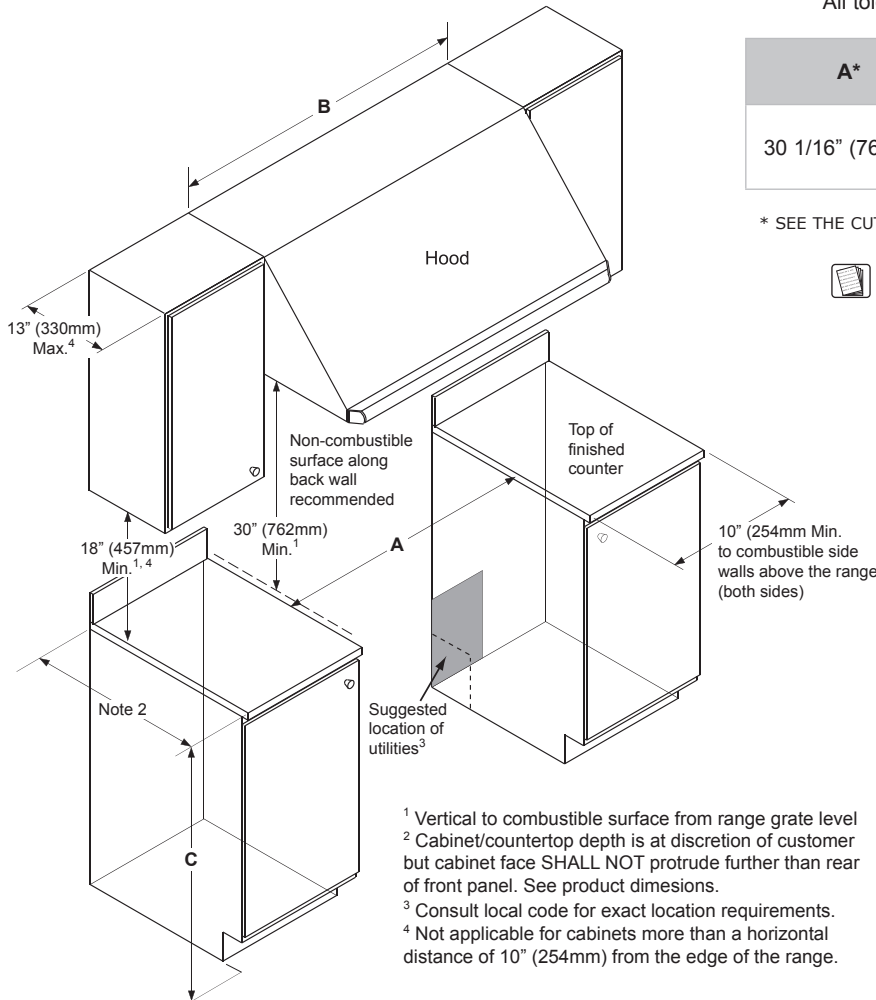 All tol
B
A*
30 1/16” (76
* SEE THE CUT
Hood
13” (330mm)
Max.4
Non-combustible
surface along
back wall
recommended
Top of
finished
counter
30” (762mm)
Min.1
A
18” (457mm)
Min.1, 4
10” (254mm Min.
to combustible side
walls above the range
(both sides)
Note 2
Suggested
location of
utilities3
C
1 Vertical to combustible surface from range grate level
2 Cabinet/countertop depth is at discretion of customer
but cabinet face SHALL NOT protrude further than rear
of front panel. See product dimesions.
3 Consult local code for exact location requirements.
4 Not applicable for cabinets more than a horizontal
distance of 10” (254mm) from the edge of the range.